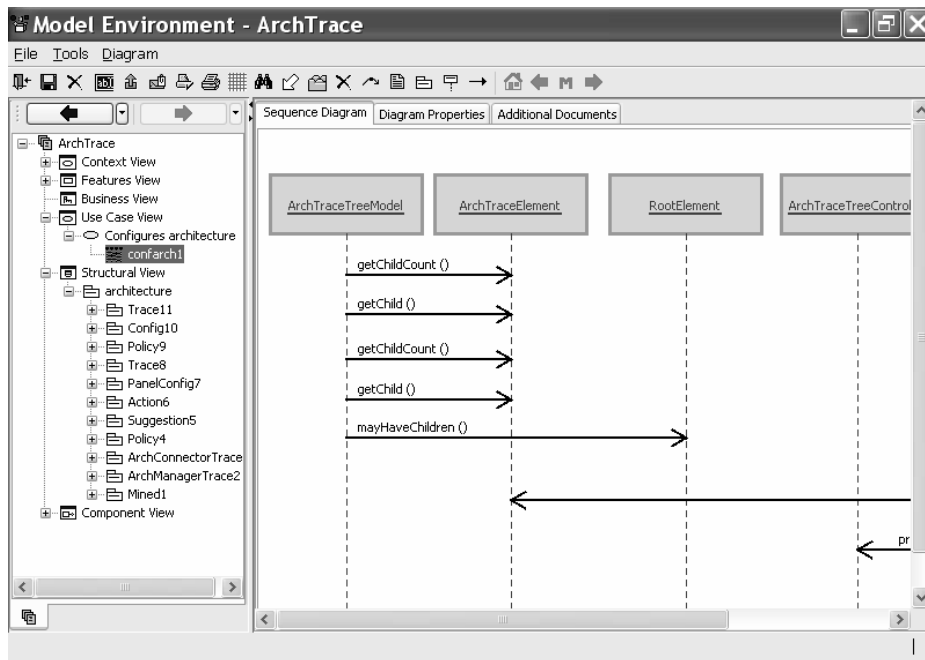 Model Environment - ArchTrace
File Tools Diagram
Sequence Diagram Diagram Properties Additional Documents
ArchTrace
Context View
Features View
Business View
Use Case View
Configures architecture
confarch1
Structural View
architecture
Trace11
Config10
Policy9
Trace8
PanelConfig7
Action6
Suggestion5
Policy4
ArchConnectorTrace
ArchManagerTrace2
Mined1
Component View
ArchTraceTreeModel ArchTraceElement RootElement ArchTraceTreeControl
getChildCount ()
getChild ()
getChildCount ()
getChild ()
mayHaveChildren ()
pr